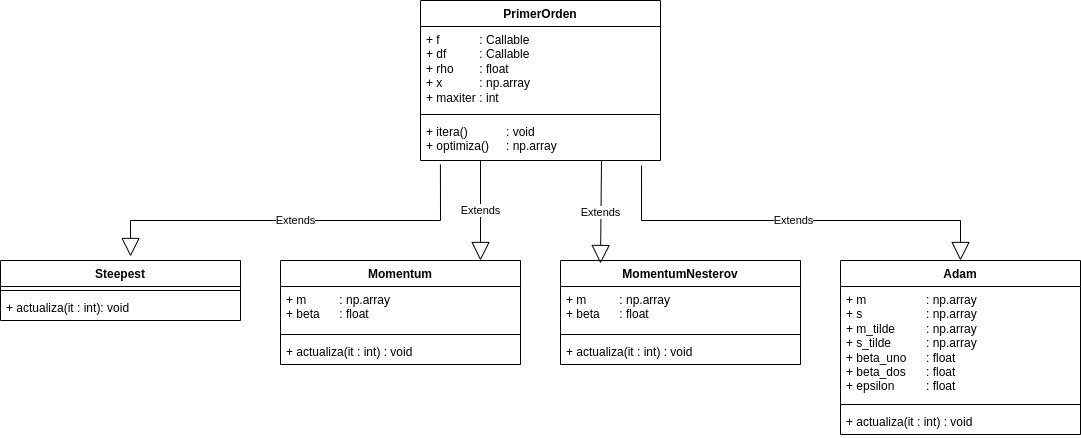 PrimerOrden
+ f : Callable
+ df : Callable
+ rho : float
+ x : np.array
+ maxiter : int
+ itera() : void
+ optimiza() : np.array
Extends
Extends
Extends
Extends
Steepest
+ actualiza(it : int): void
Momentum
+ m : np.array
+ beta : float
+ actualiza(it : int) : void
MomentumNesterov
+ m : np.array
+ beta : float
+ actualiza(it : int) : void
Adam
+ m : np.array
+ s : np.array
+ m_tilde : np.array
+ s_tilde : np.array
+ beta_uno : float
+ beta_dos : float
+ epsilon : float
+ actualiza(it : int) : void